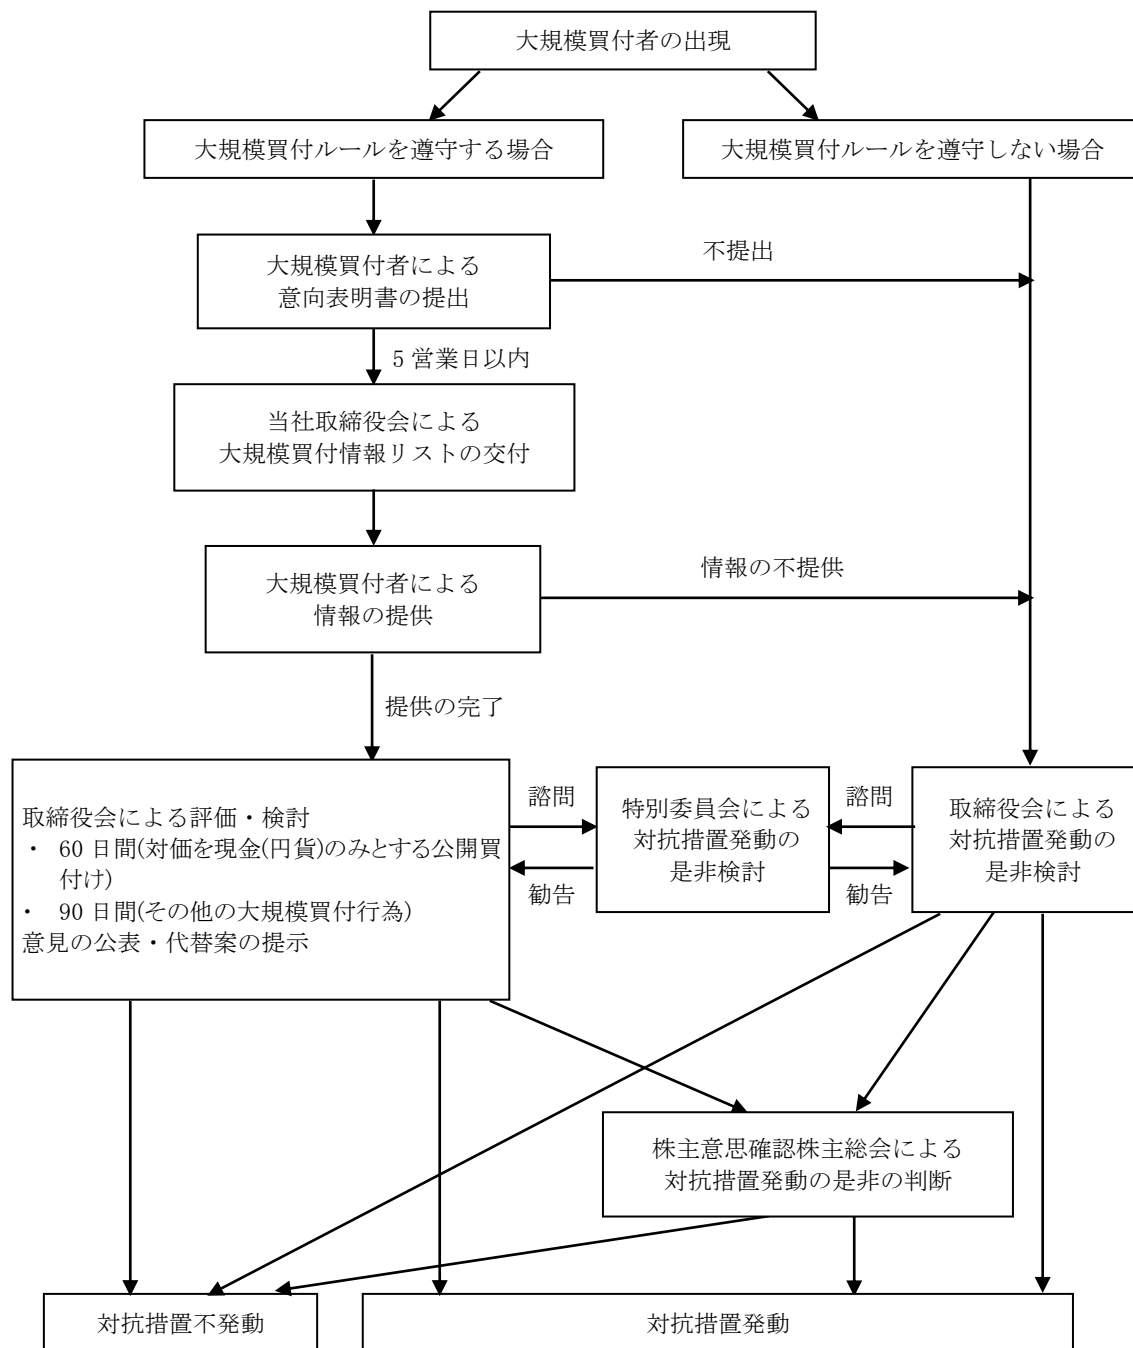 大規模買付者の出現
大規模買付ルールを遵守する場合
大規模買付ルールを遵守しない場合
大規模買付者による
意向表明書の提出
不提出
5 営業日以内
当社取締役会による
大規模買付情報リストの交付
大規模買付者による
情報の提供
情報の不提供
提供の完了
取締役会による評価・検討
・ 60 日間(対価を現金(円貨)のみとする公開買
付け)
・ 90 日間(その他の大規模買付行為)
意見の公表・代替案の提示
諮問
勧告
特別委員会による
対抗措置発動の
是非検討
諮問
勧告
取締役会による
対抗措置発動の
是非検討
株主意思確認株主総会による
対抗措置発動の是非の判断
対抗措置不発動
対抗措置発動